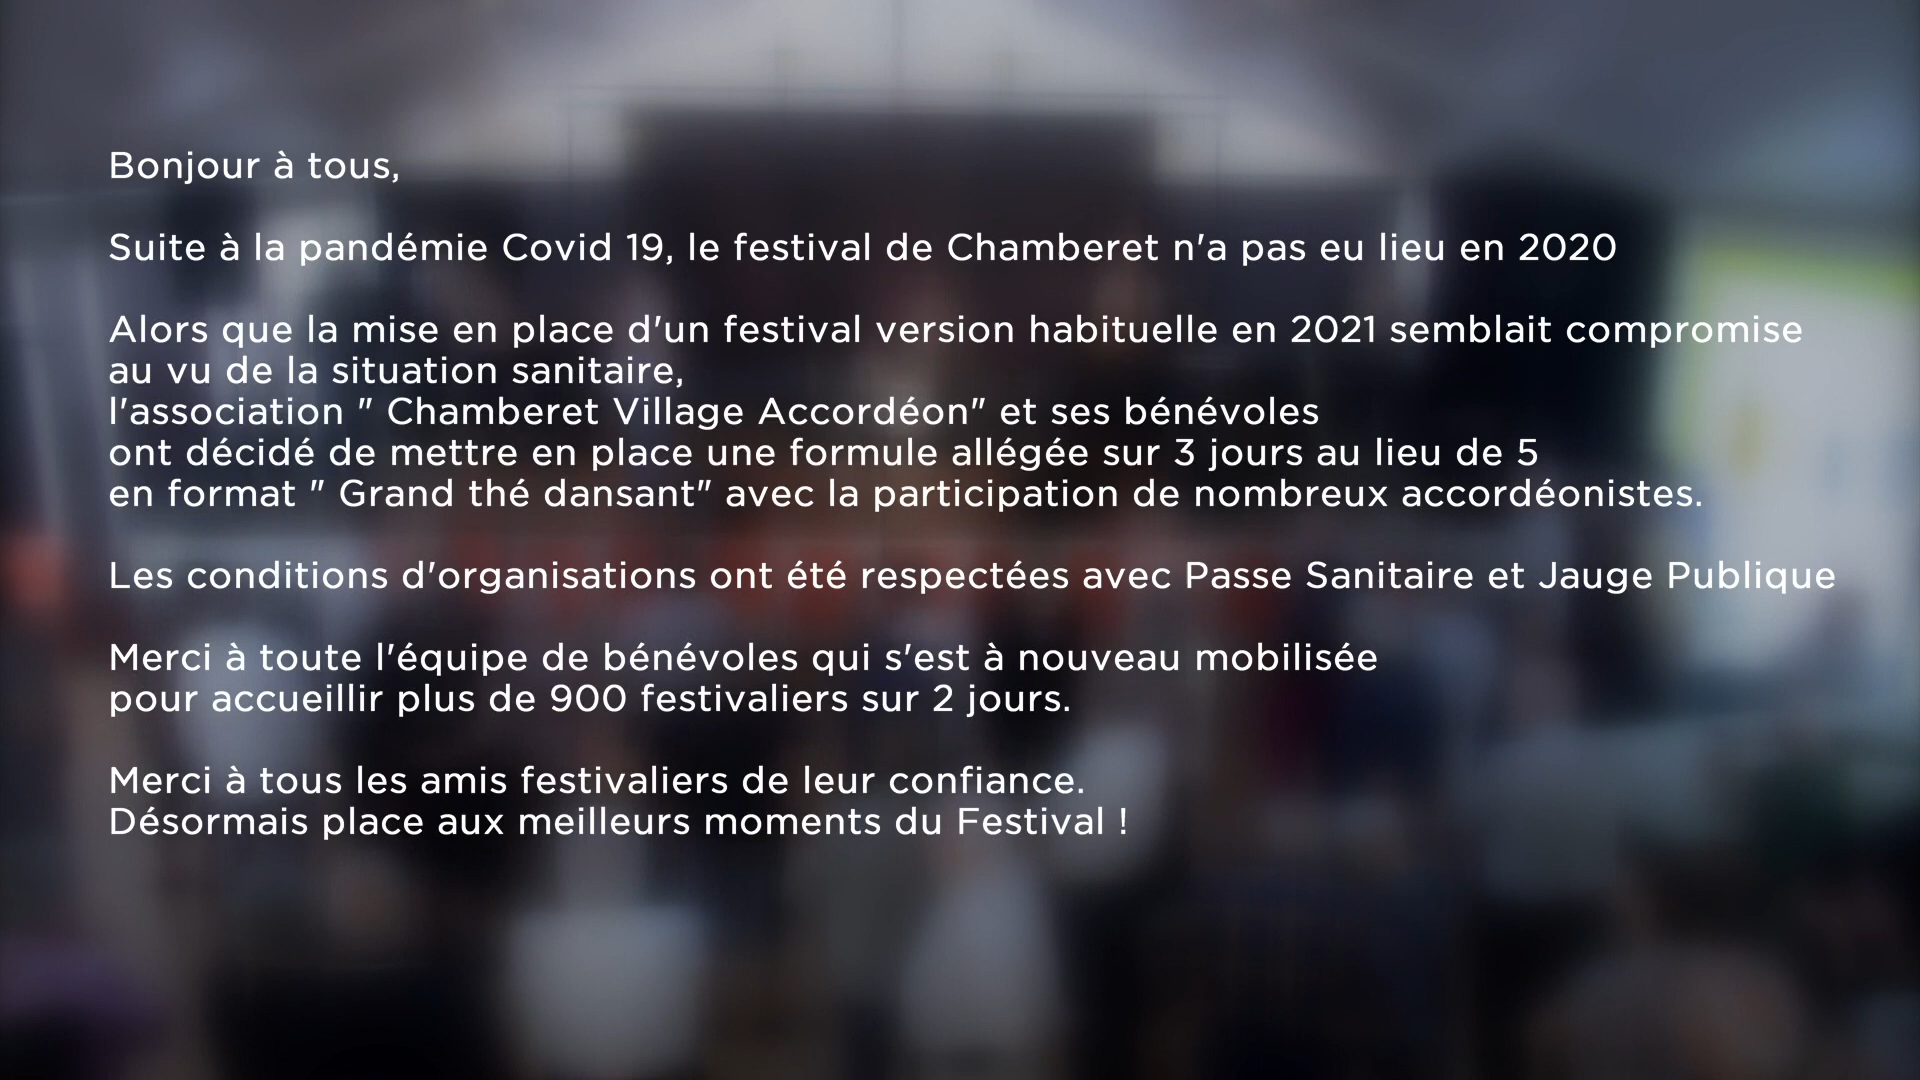 Bonjour à tous,
Suite à la pandémie Covid 19, le festival de Chamberet n'a pas eu lieu en 2020
Alors que la mise en place d'un festival version habituelle en 2021 semblait compromise
au vu de la situation sanitaire,
l'association " Chamberet Village Accordéon" et ses bénévoles
ont décidé de mettre en place une formule allégée sur 3 jours au lieu de 5
en format " Grand thé dansant" avec la participation de nombreux accordéonistes.
Les conditions d'organisations ont été respectées avec Passe Sanitaire et Jauge Publique
Merci à toute l'équipe de bénévoles qui s'est à nouveau mobilisée
pour accueillir plus de 900 festivaliers sur 2 jours.
Merci à tous les amis festivaliers de leur confiance.
Désormais place aux meilleurs moments du Festival !